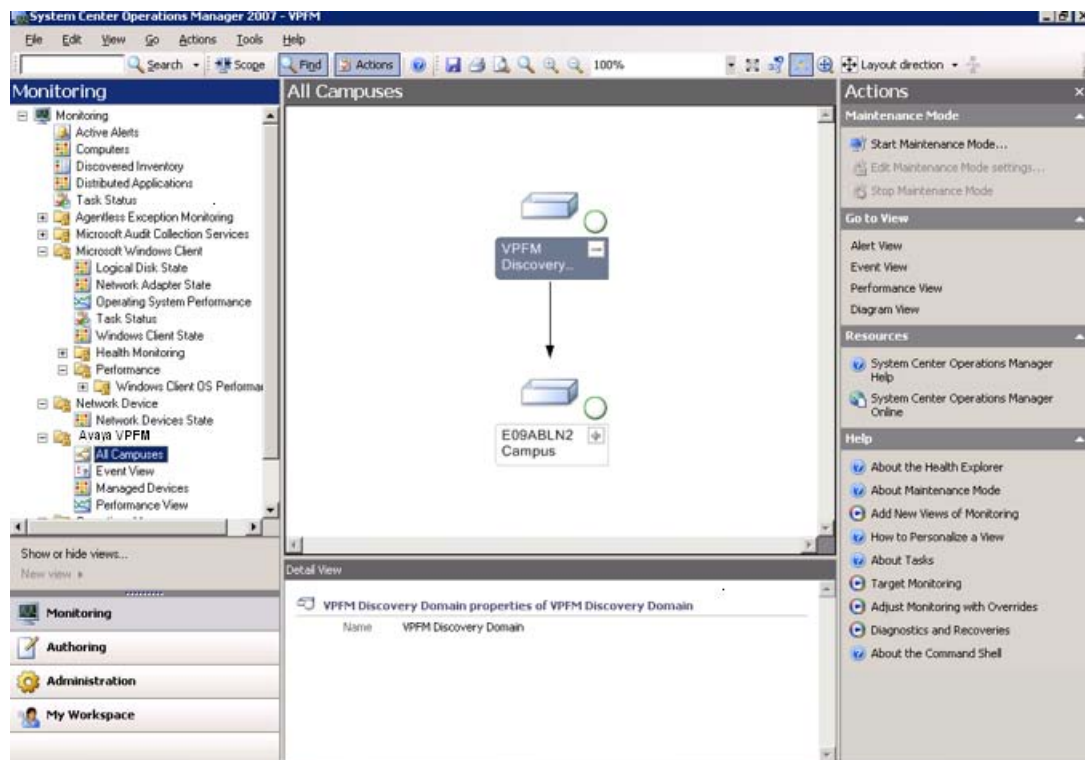 System Center Operations Manager 2007 - VPFM
File Edit View Go Actions Tools Help
Search Scope Find Actions 100% Layout direction
Monitoring
Monitoring
Active Alerts
Computers
Discovered Inventory
Distributed Applications
Task Status
Agentless Exception Monitoring
Microsoft Audit Collection Services
Microsoft Windows Client
Logical Disk State
Network Adapter State
Operating System Performance
Task Status
Windows Client State
Health Monitoring
Performance
Windows Client OS Performa
Network Device
Network Devices State
Avaya VPFM
All Campuses
Event View
Managed Devices
Performance View
Show or hide views...
New view
Monitoring
Authoring
Administration
My Workspace
All Campuses
VPFM
Discovery...
E09ABLN2
Campus
Detail View
VPFM Discovery Domain properties of VPFM Discovery Domain
Name VPFM Discovery Domain
Actions
Maintenance Mode
Start Maintenance Mode...
Edit Maintenance Mode settings...
Stop Maintenance Mode
Go to View
Alert View
Event View
Performance View
Diagram View
Resources
System Center Operations Manager
Help
System Center Operations Manager
Online
Help
About the Health Explorer
About Maintenance Mode
Add New Views of Monitoring
How to Personalize a View
About Tasks
Target Monitoring
Adjust Monitoring with Overrides
Diagnostics and Recoveries
About the Command Shell